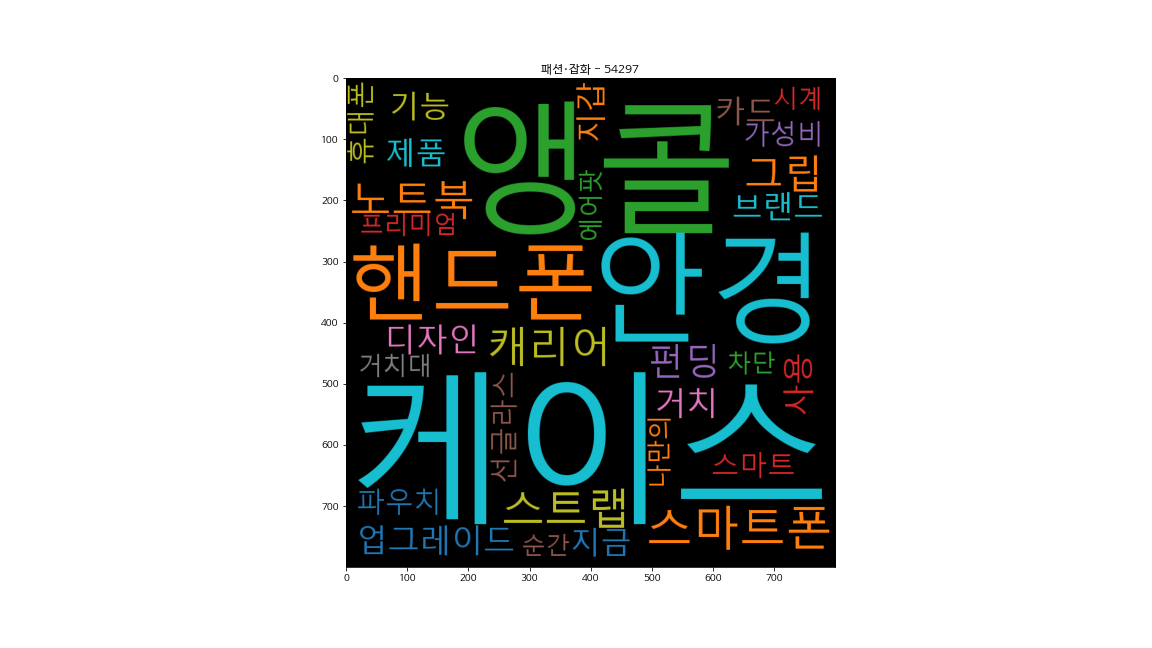 패션·잡화 - 54297
휴대폰
기능
앵콜
지갑
카드
시계
가성비
제품
그립
노트북
에어팟
브랜드
프리미엄
핸드폰
안경
디자인
캐리어
펀딩
차단
거치대
사용
케이스
선글라스
거치
나만의
스마트
파우치
스트랩
스마트폰
업그레이드
순간
지금
0
100
200
300
400
500
600
700
0
100
200
300
400
500
600
700